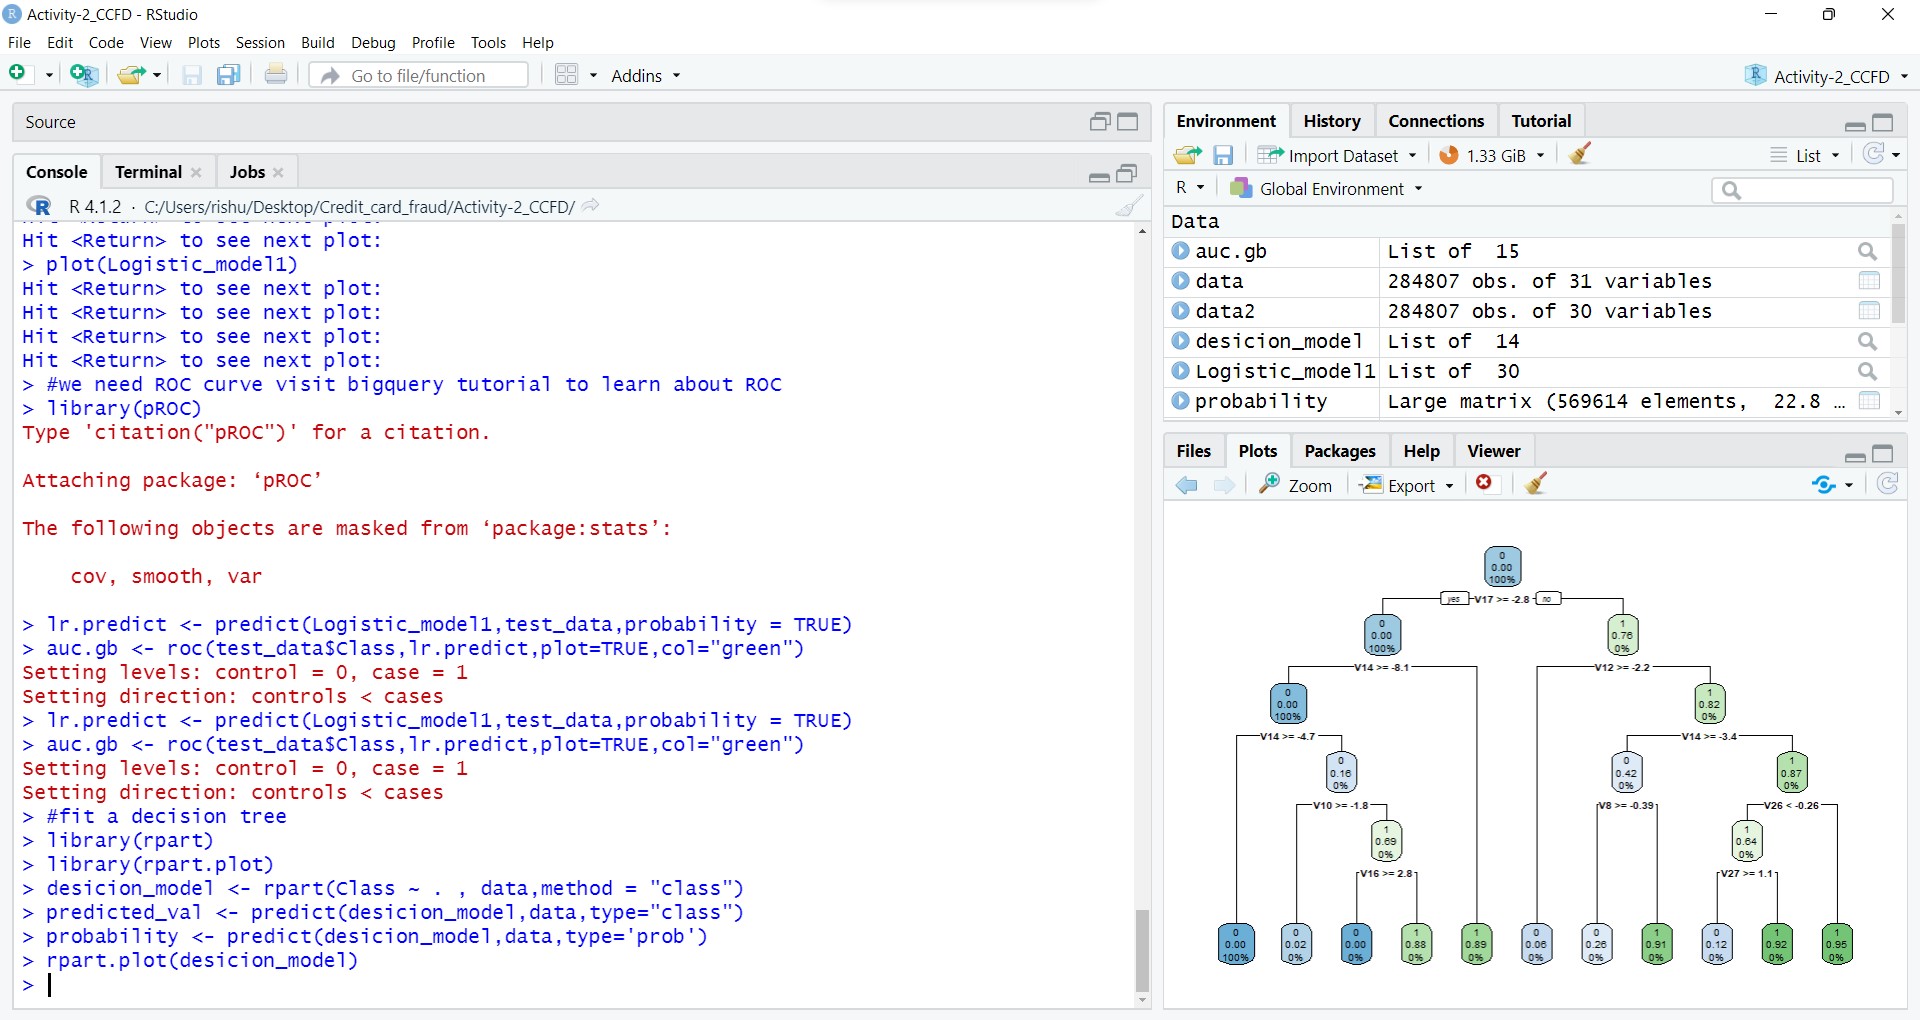 Activity-2_CCFD - RStudio
File Edit Code View Plots Session Build Debug Profile Tools Help
Go to file/function Addins Activity-2_CCFD
Source
Console Terminal Jobs
R 4.1.2 · C:/Users/rishu/Desktop/Credit_card_fraud/Activity-2_CCFD/
Hit <Return> to see next plot:
> plot(Logistic_model1)
Hit <Return> to see next plot:
Hit <Return> to see next plot:
Hit <Return> to see next plot:
Hit <Return> to see next plot:
> #we need ROC curve visit bigquery tutorial to learn about ROC
> library(pROC)
Type 'citation("pROC")' for a citation.
Attaching package: ‘pROC’
The following objects are masked from ‘package:stats’:
cov, smooth, var
> lr.predict <- predict(Logistic_model1,test_data,probability = TRUE)
> auc.gb <- roc(test_data$Class,lr.predict,plot=TRUE,col="green")
Setting levels: control = 0, case = 1
Setting direction: controls < cases
> lr.predict <- predict(Logistic_model1,test_data,probability = TRUE)
> auc.gb <- roc(test_data$Class,lr.predict,plot=TRUE,col="green")
Setting levels: control = 0, case = 1
Setting direction: controls < cases
> #fit a decision tree
> library(rpart)
> library(rpart.plot)
> desicion_model <- rpart(Class ~ . , data,method = "class")
> predicted_val <- predict(desicion_model,data,type="class")
> probability <- predict(desicion_model,data,type='prob')
> rpart.plot(desicion_model)
>
Environment History Connections Tutorial
Import Dataset 1.33 GiB List
R Global Environment
Data
auc.gb List of 15
data 284807 obs. of 31 variables
data2 284807 obs. of 30 variables
desicion_model List of 14
Logistic_model1 List of 30
probability Large matrix (569614 elements, 22.8 …
Files Plots Packages Help Viewer
Zoom Export
0
0.00
100%
yes V17 >= -2.8 no
0 1
0.00 0.76
100% 0%
V14 >= -8.1 V12 >= -2.2
0 1
0.00 0.82
100% 0%
V14 >= -4.7 V14 >= -3.4
0 0 1
0.16 0.42 0.87
0% 0% 0%
V10 >= -1.8 V8 >= -0.39 V26 < -0.26
1 1
0.69 0.64
0% 0%
V16 >= 2.8 V27 >= 1.1
0 0 0 1 1 0 0 1 0 1 1
0.00 0.02 0.00 0.88 0.89 0.06 0.26 0.91 0.12 0.92 0.95
100% 0% 0% 0% 0% 0% 0% 0% 0% 0% 0%